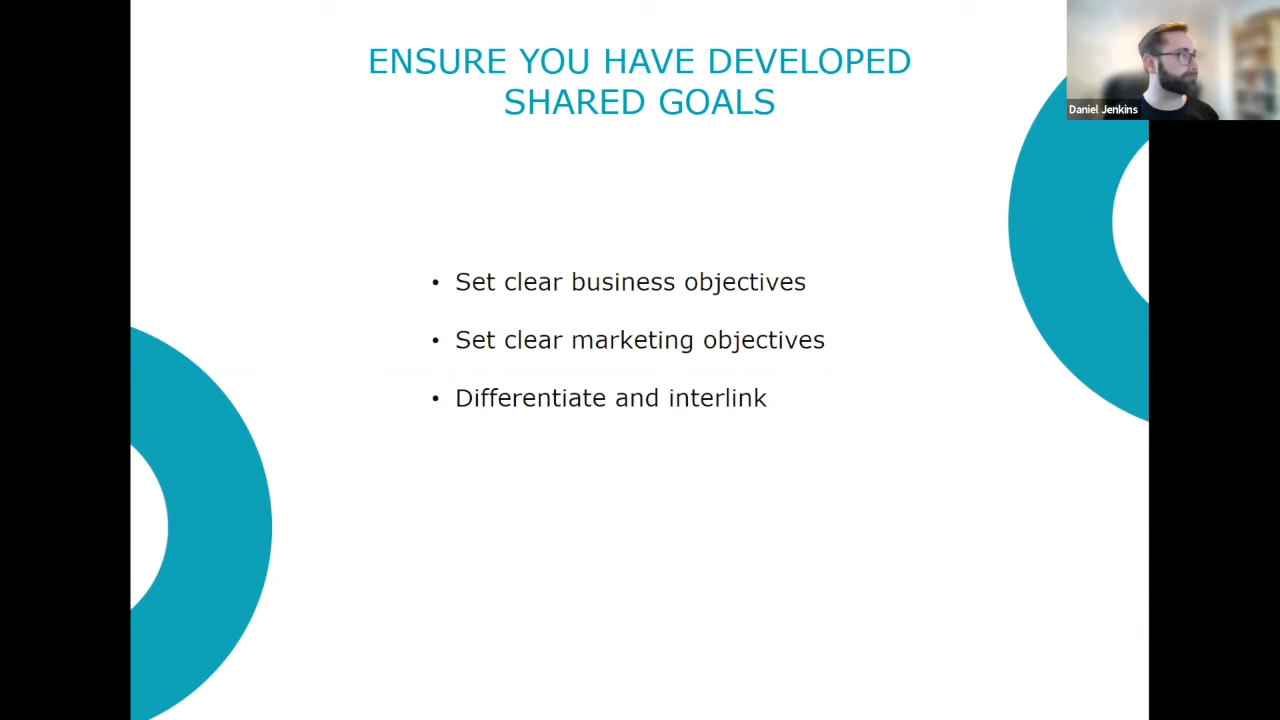 ENSURE YOU HAVE DEVELOPED
SHARED GOALS
Daniel Jenkins
• Set clear business objectives
• Set clear marketing objectives
• Differentiate and interlink